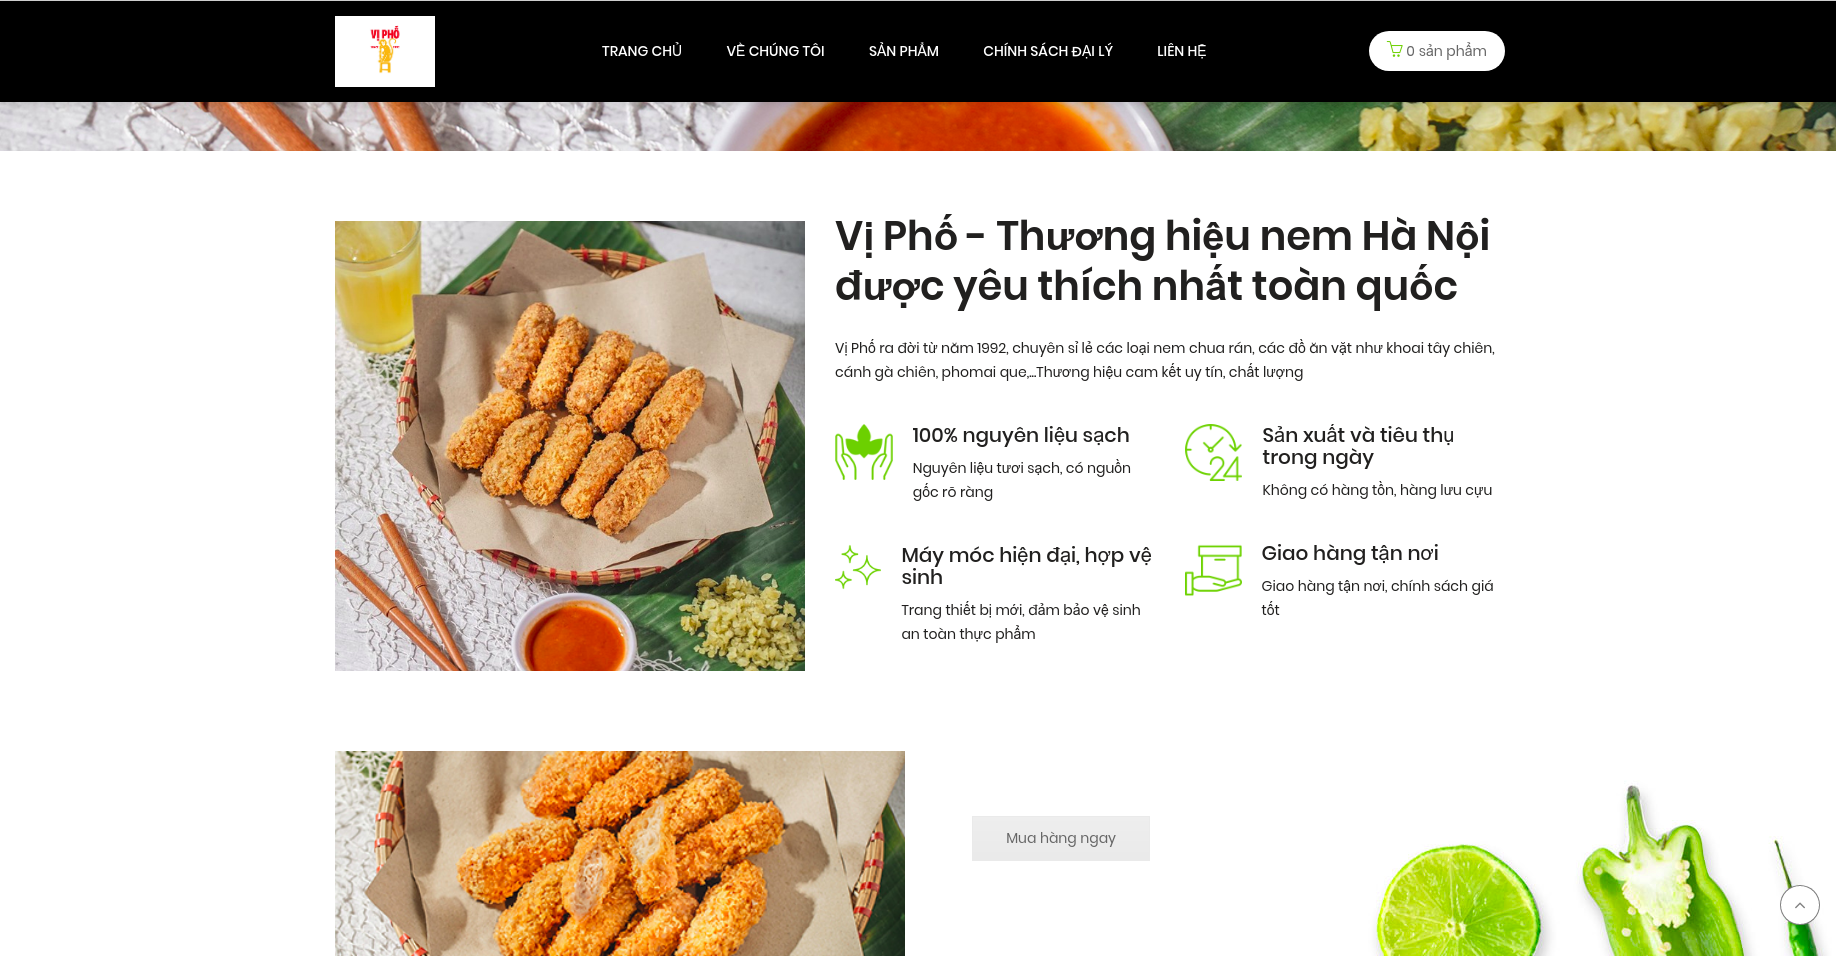 VỊ PHỐ
TRANG CHỦ
VỀ CHÚNG TÔI
SẢN PHẨM
CHÍNH SÁCH ĐẠI LÝ
LIÊN HỆ
0 sản phẩm
Vị Phố - Thương hiệu nem Hà Nội
được yêu thích nhất toàn quốc
Vị Phố ra đời từ năm 1992, chuyên sỉ lẻ các loại nem chua rán, các đồ ăn vặt như khoai tây chiên,
cánh gà chiên, phomai que,...Thương hiệu cam kết uy tín, chất lượng
100% nguyên liệu sạch
Nguyên liệu tươi sạch, có nguồn
gốc rõ ràng
Sản xuất và tiêu thụ
trong ngày
Không có hàng tồn, hàng lưu cựu
24
Máy móc hiện đại, hợp vệ
sinh
Trang thiết bị mới, đảm bảo vệ sinh
an toàn thực phẩm
Giao hàng tận nơi
Giao hàng tận nơi, chính sách giá
tốt
Mua hàng ngay